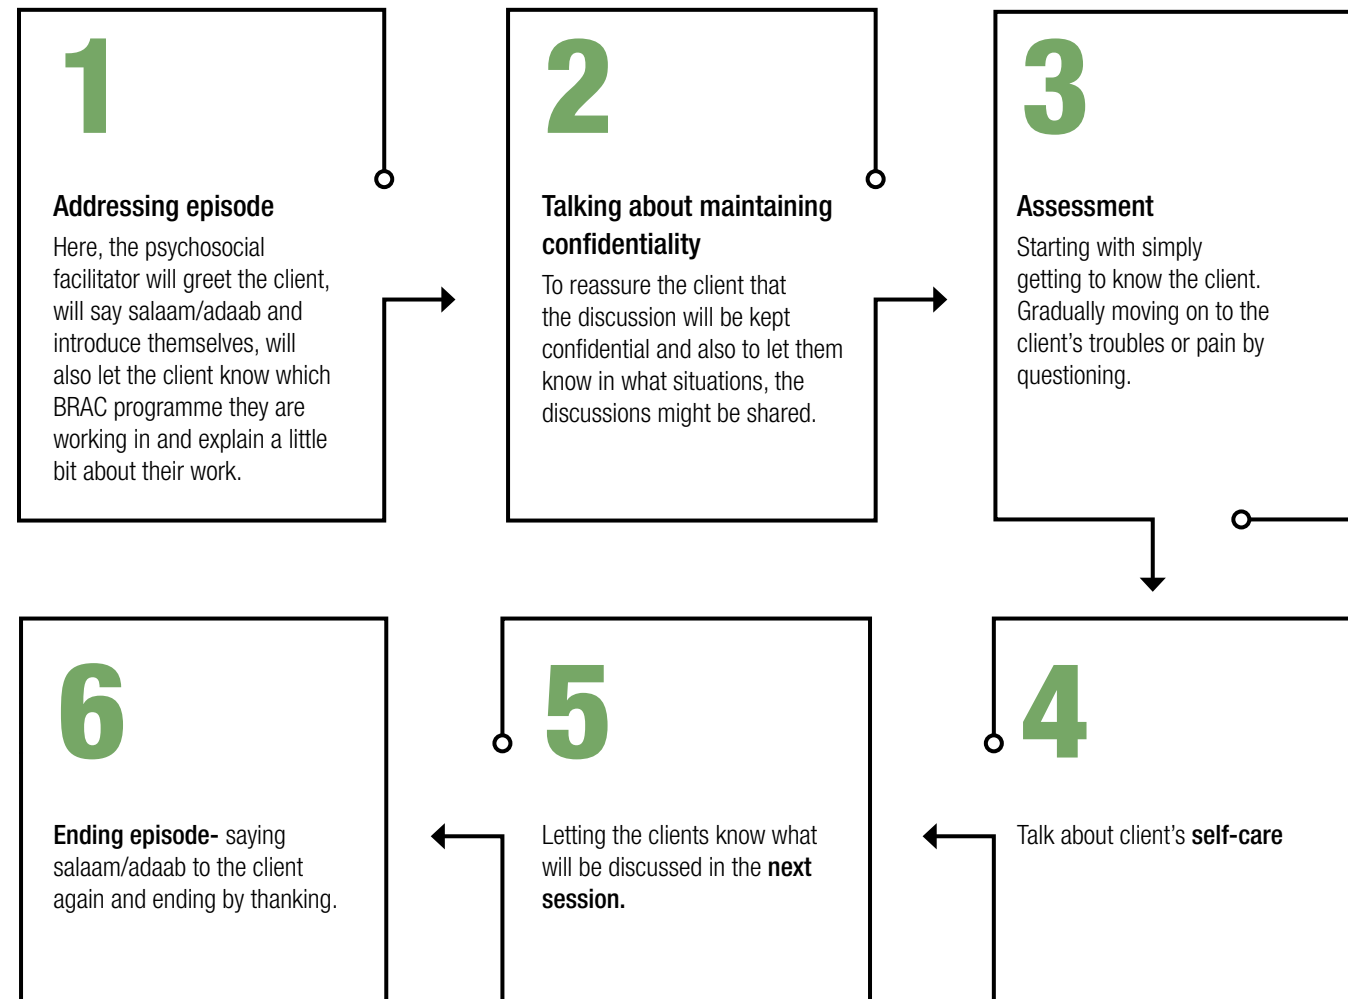 1
Addressing episode
Here, the psychosocial
facilitator will greet the client,
will say salaam/adaab and
introduce themselves, will
also let the client know which
BRAC programme they are
working in and explain a little
bit about their work.
2
Talking about maintaining
confidentiality
To reassure the client that
the discussion will be kept
confidential and also to let them
know in what situations, the
discussions might be shared.
3
Assessment
Starting with simply
getting to know the client.
Gradually moving on to the
client’s troubles or pain by
questioning.
4
Talk about client’s self-care
5
Letting the clients know what
will be discussed in the next
session.
6
Ending episode- saying
salaam/adaab to the client
again and ending by thanking.